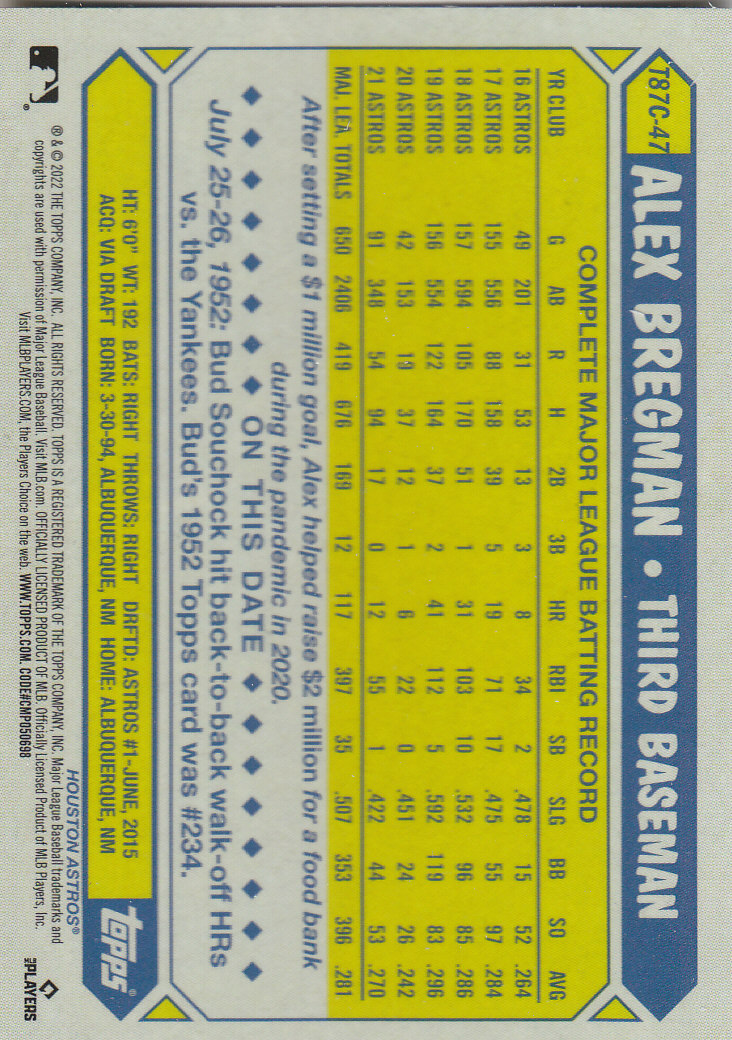 T87C-47 ALEX BREGMAN • THIRD BASEMAN
COMPLETE MAJOR LEAGUE BATTING RECORD
YR CLUB G AB R H 2B 3B HR RBI SB SLG BB SO AVG
16 ASTROS 49 201 31 53 13 3 8 34 2 .478 15 52 .264
17 ASTROS 155 556 88 158 39 5 19 71 17 .475 55 97 .284
18 ASTROS 157 594 105 170 51 1 31 103 10 .532 96 85 .286
19 ASTROS 156 554 122 164 37 2 41 112 5 .592 119 83 .296
20 ASTROS 42 153 19 37 12 1 6 22 0 .451 24 26 .242
21 ASTROS 91 348 54 94 17 0 12 55 1 .422 44 53 .270
MAJ. LEA. TOTALS 650 2406 419 676 169 12 117 397 35 .507 353 396 .281
After setting a $1 million goal, Alex helped raise $2 million for a food bank
during the pandemic in 2020.
ON THIS DATE
July 25-26, 1952: Bud Souchock hit back-to-back walk-off HRs
vs. the Yankees. Bud's 1952 Topps card was #234.
HT: 6'0" WT: 192 BATS: RIGHT THROWS: RIGHT DRFTD: ASTROS #1-JUNE, 2015
ACQ: VIA DRAFT BORN: 3-30-94, ALBUQUERQUE, NM HOME: ALBUQUERQUE, NM
topps®
HOUSTON ASTROS®
® & © 2022 THE TOPPS COMPANY, INC. ALL RIGHTS RESERVED. TOPPS IS A REGISTERED TRADEMARK OF THE TOPPS COMPANY, INC. Major League Baseball trademarks and
copyrights are used with permission of Major League Baseball. Visit MLB.com. OFFICIALLY LICENSED PRODUCT OF MLB. Officially Licensed Product of MLB Players, Inc.
Visit MLBPLAYERS.COM, the Players Choice on the web. WWW.TOPPS.COM. CODE#CMP050698
MLB PLAYERS